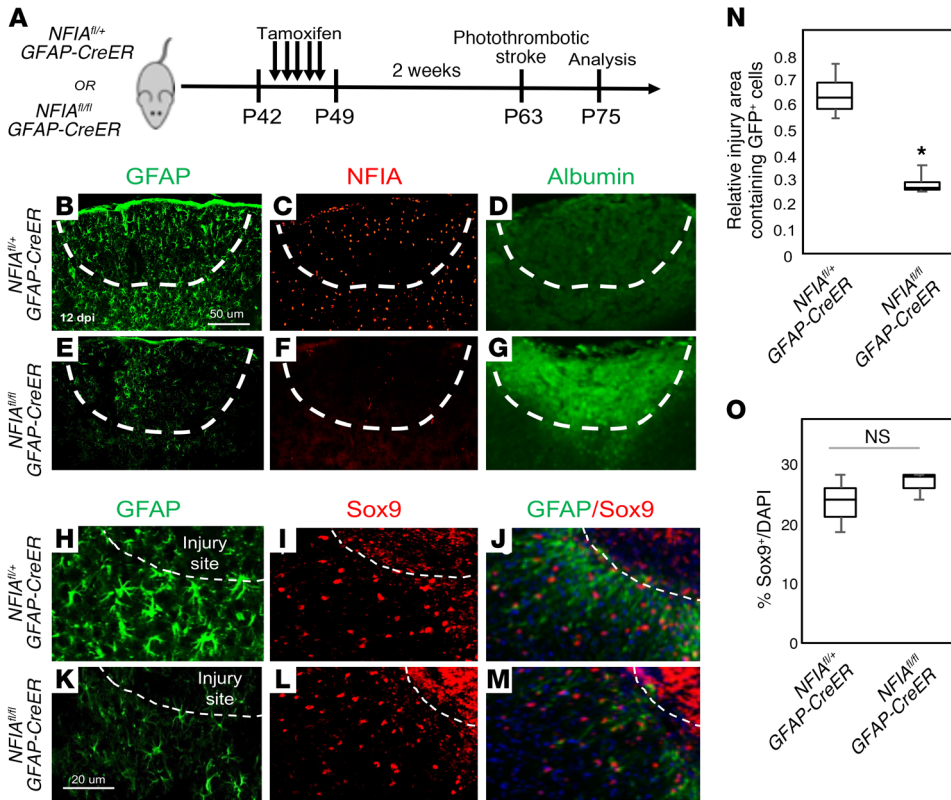 A
NFIAfl/+
GFAP-CreER
OR
NFIAfl/fl
GFAP-CreER
Tamoxifen
2 weeks
Photothrombotic
stroke
Analysis
P42
P49
P63
P75
GFAP
NFIA
Albumin
NFIAfl/+
GFAP-CreER
B
12 dpi
50 um
C
D
NFIAfl/fl
GFAP-CreER
E
F
G
GFAP
Sox9
GFAP/Sox9
NFIAfl/+
GFAP-CreER
H
Injury
site
I
J
NFIAfl/fl
GFAP-CreER
K
Injury
site
20 um
L
M
N
Relative injury area
containing GFP+ cells
0.8
0.7
0.6
0.5
0.4
0.3
0.2
0.1
0
*
NFIAfl/+
GFAP-CreER
NFIAfl/fl
GFAP-CreER
O
% Sox9+/DAPI
NS
30
20
10
0
NFIAfl/+
GFAP-CreER
NFIAfl/fl
GFAP-CreER